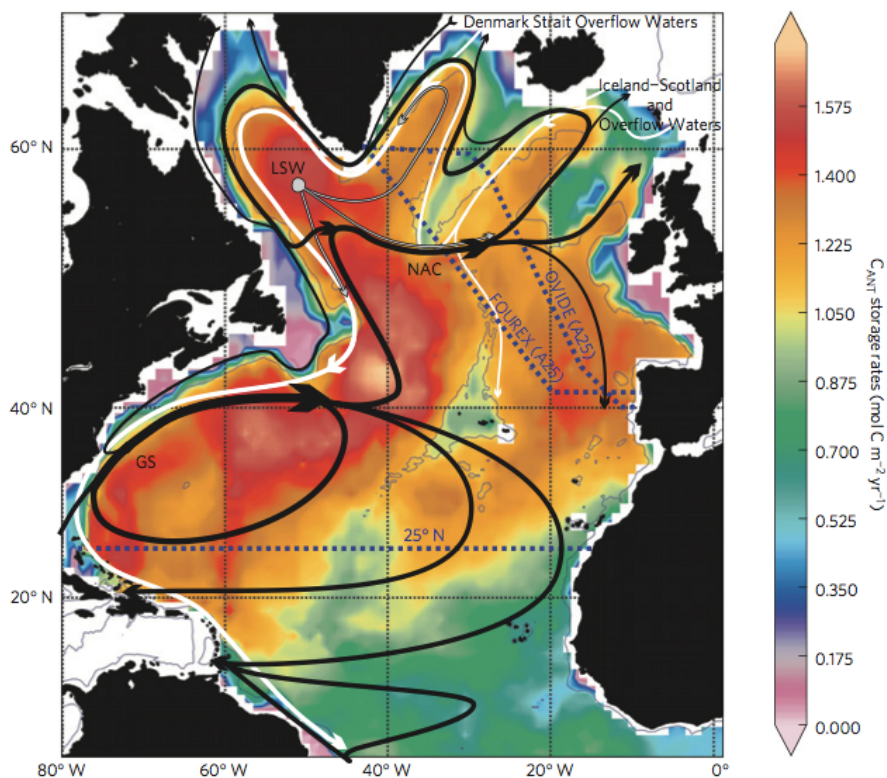 Denmark Strait Overflow Waters
Iceland–Scotland
and
Overflow Waters
60° N
LSW
NAC
OVIDE (A25)
FOUREX (A25)
40° N
GS
25° N
20° N
80° W
60° W
40° W
20° W
0°
1.575
1.400
1.225
1.050
0.875
0.700
0.525
0.350
0.175
0.000
C_ANT storage rates (mol C m⁻² yr⁻¹)